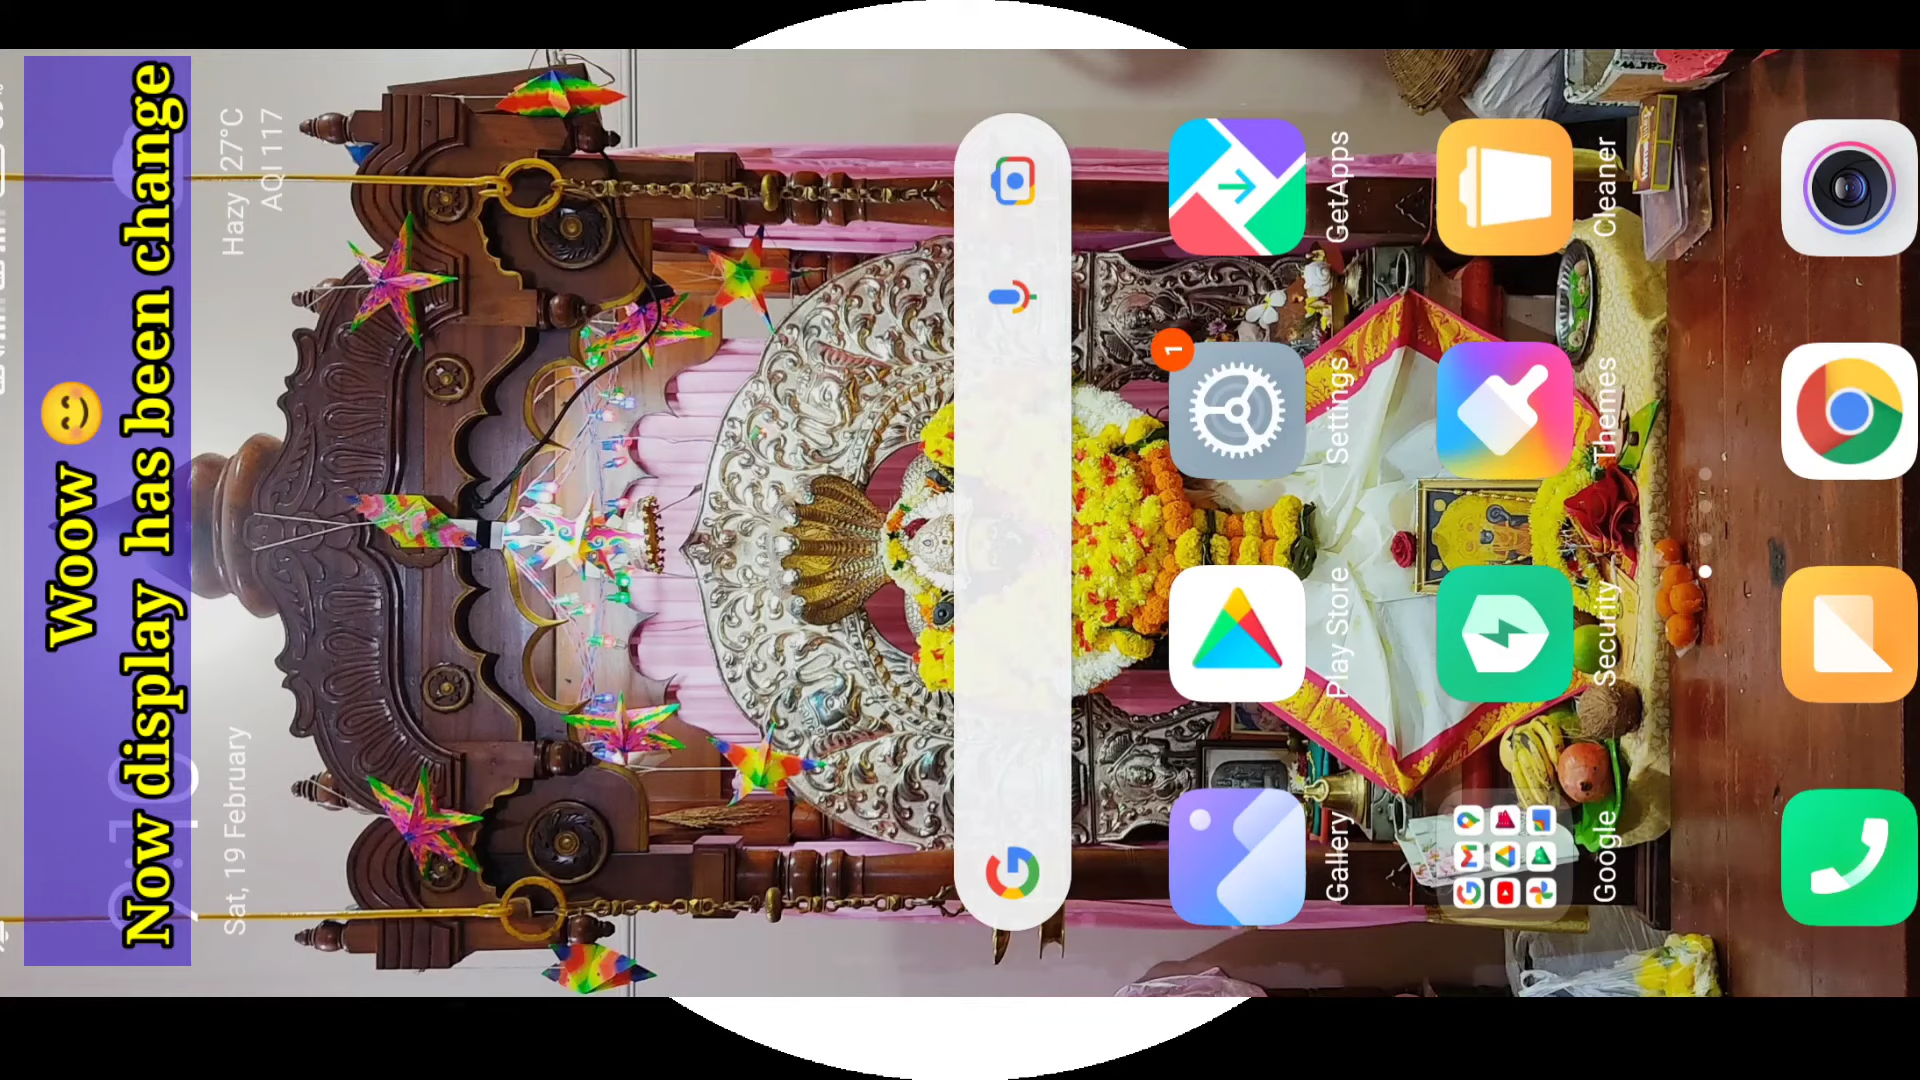 Woow 😊
Now display has been change
Hazy 27°C
AQI 117
Sat, 19 February
Gallery
Play Store
Settings
1
GetApps
Google
Security
Themes
Cleaner